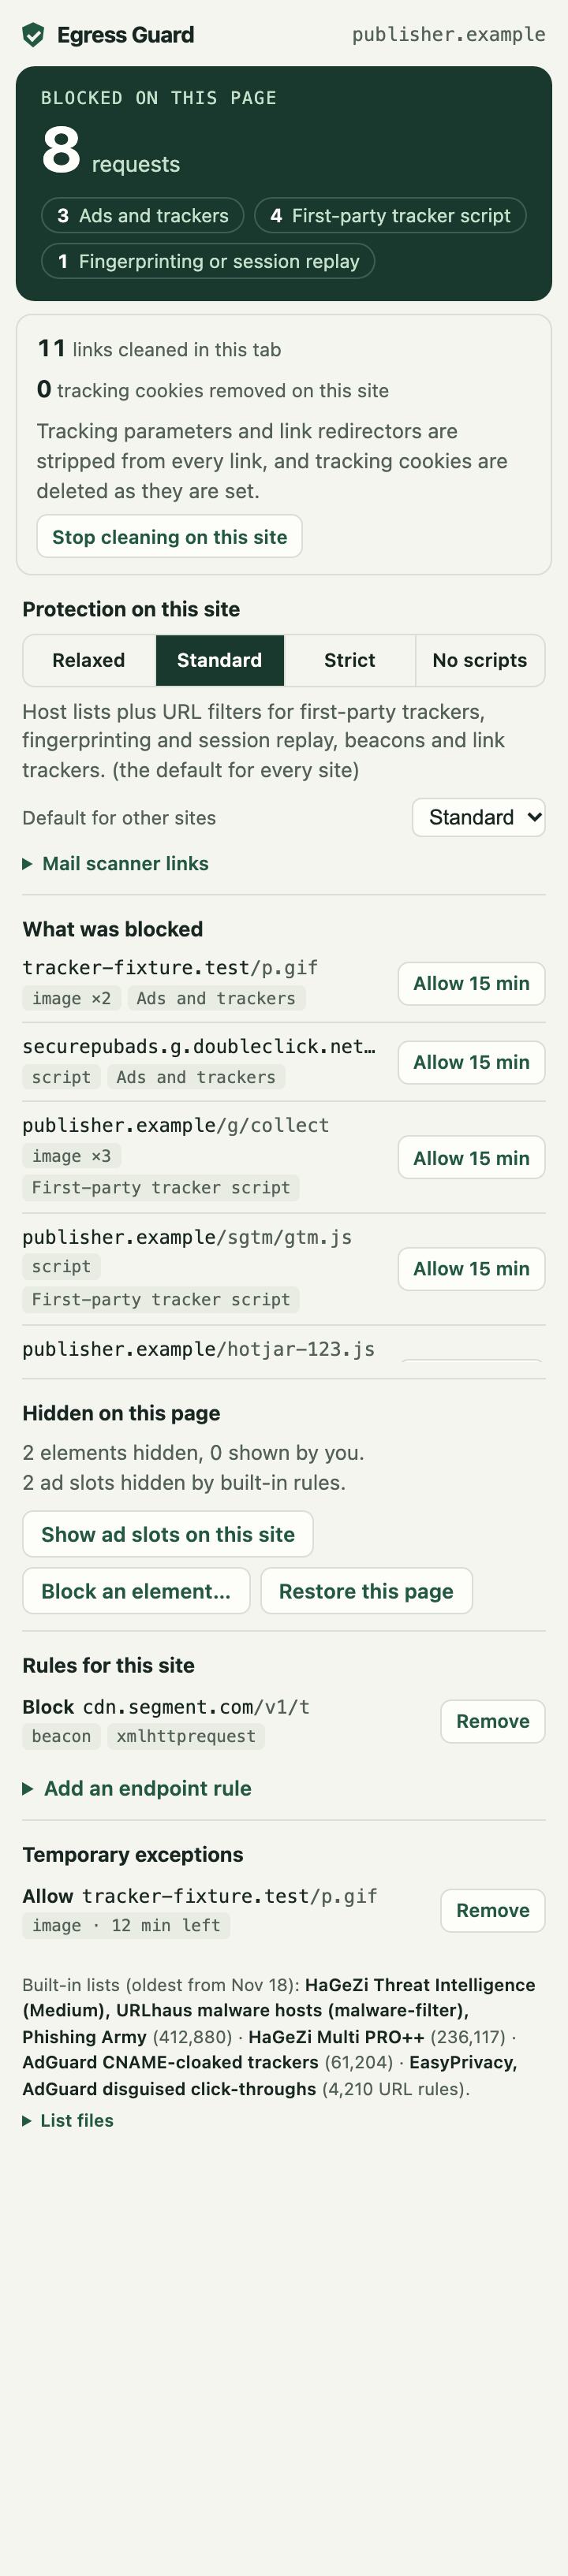 Egress Guard
publisher.example
BLOCKED ON THIS PAGE
8 requests
3 Ads and trackers
4 First-party tracker script
1 Fingerprinting or session replay
11 links cleaned in this tab
0 tracking cookies removed on this site
Tracking parameters and link redirectors are
stripped from every link, and tracking cookies are
deleted as they are set.
Stop cleaning on this site
Protection on this site
Relaxed
Standard
Strict
No scripts
Host lists plus URL filters for first-party trackers,
fingerprinting and session replay, beacons and link
trackers. (the default for every site)
Default for other sites
Standard
Mail scanner links
What was blocked
tracker-fixture.test/p.gif
image ×2
Ads and trackers
Allow 15 min
securepubads.g.doubleclick.net…
script
Ads and trackers
Allow 15 min
publisher.example/g/collect
image ×3
First-party tracker script
Allow 15 min
publisher.example/sgtm/gtm.js
script
First-party tracker script
Allow 15 min
publisher.example/hotjar-123.js
Hidden on this page
2 elements hidden, 0 shown by you.
2 ad slots hidden by built-in rules.
Show ad slots on this site
Block an element...
Restore this page
Rules for this site
Block cdn.segment.com/v1/t
beacon
xmlhttprequest
Remove
Add an endpoint rule
Temporary exceptions
Allow tracker-fixture.test/p.gif
image · 12 min left
Remove
Built-in lists (oldest from Nov 18): HaGeZi Threat Intelligence
(Medium), URLhaus malware hosts (malware-filter),
Phishing Army (412,880) · HaGeZi Multi PRO++ (236,117) ·
AdGuard CNAME-cloaked trackers (61,204) · EasyPrivacy,
AdGuard disguised click-throughs (4,210 URL rules).
List files